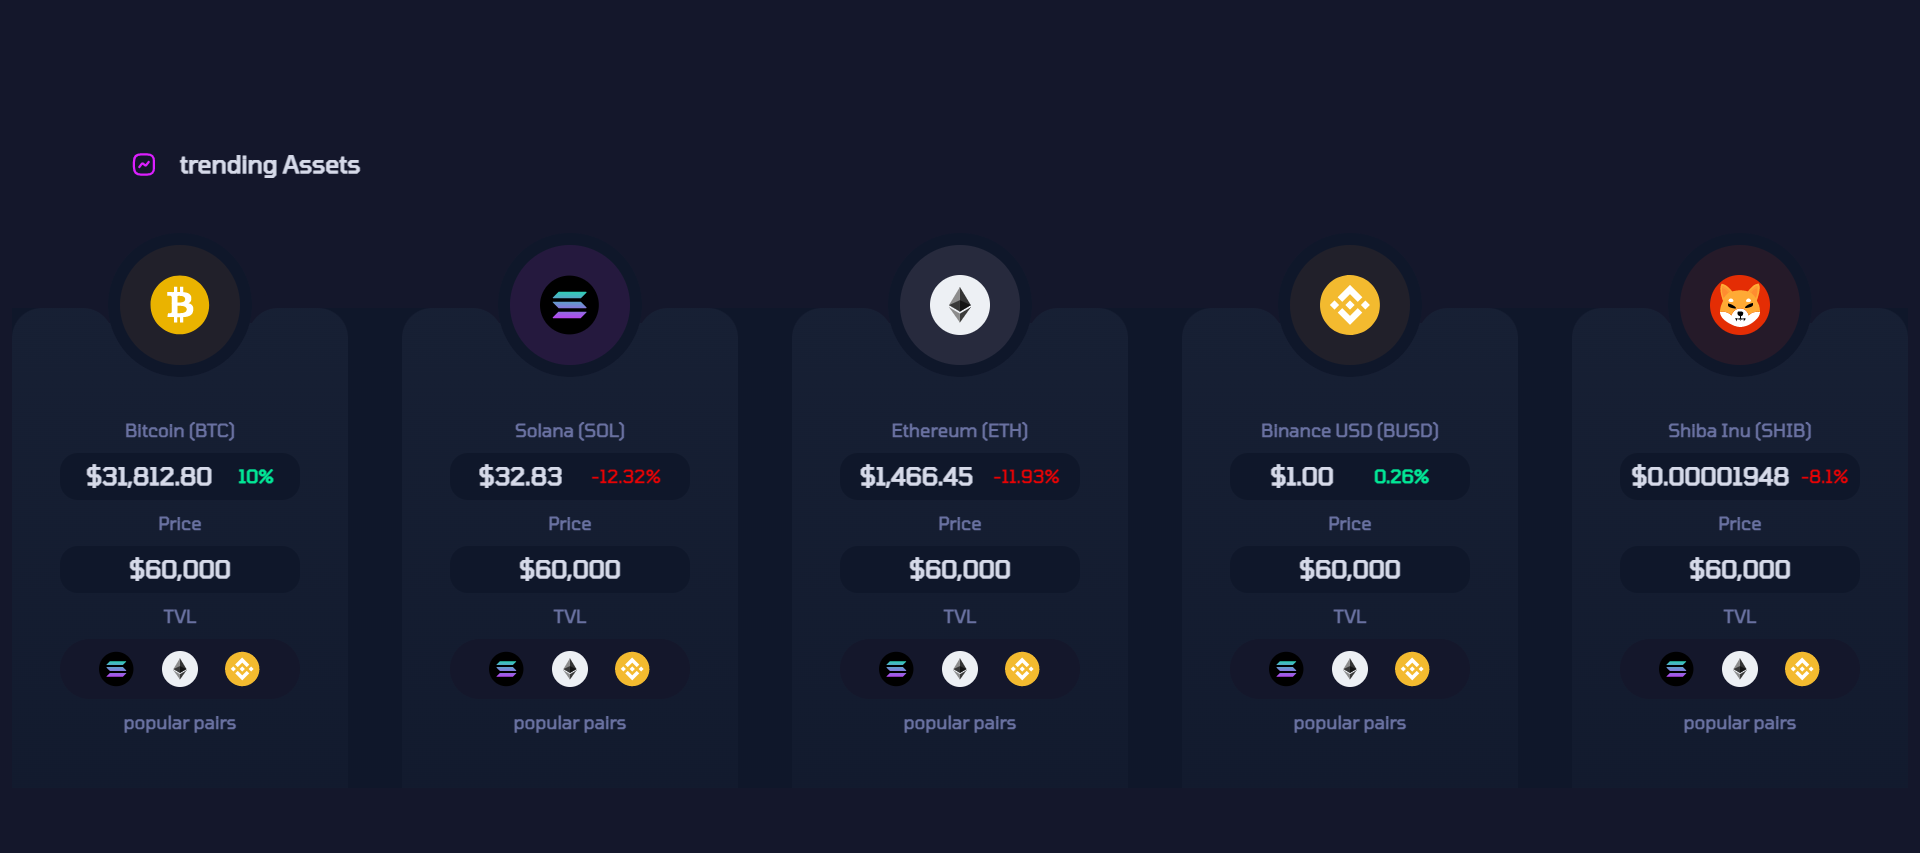 trending Assets
Bitcoin (BTC)
$31,812.80 10%
Price
$60,000
TVL
popular pairs
Solana (SOL)
$32.83 -12.32%
Price
$60,000
TVL
popular pairs
Ethereum (ETH)
$1,466.45 -11.93%
Price
$60,000
TVL
popular pairs
Binance USD (BUSD)
$1.00 0.26%
Price
$60,000
TVL
popular pairs
Shiba Inu (SHIB)
$0.00001948 -8.1%
Price
$60,000
TVL
popular pairs